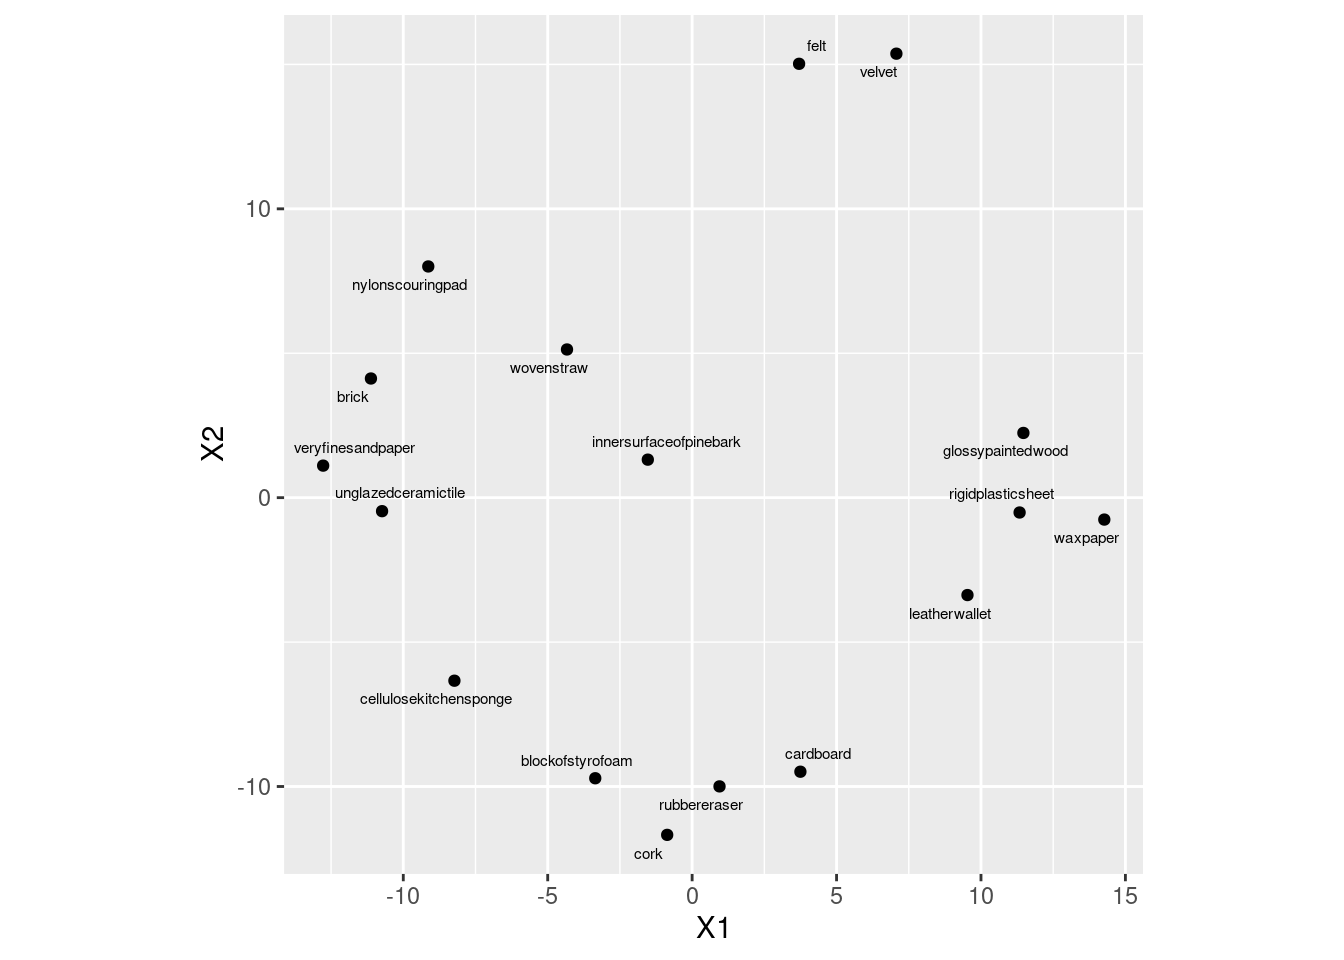 felt
velvet
10
nylonscouringpad
wovenstraw
brick
X2
glossypaintedwood
innersurfaceofpinebark
veryfinesandpaper
unglazedceramictile
rigidplasticsheet
0
waxpaper
leatherwallet
cellulosekitchensponge
cardboard
blockofstyrofoam
-10
rubbereraser
cork
-10 -5 0 5 10 15
X1